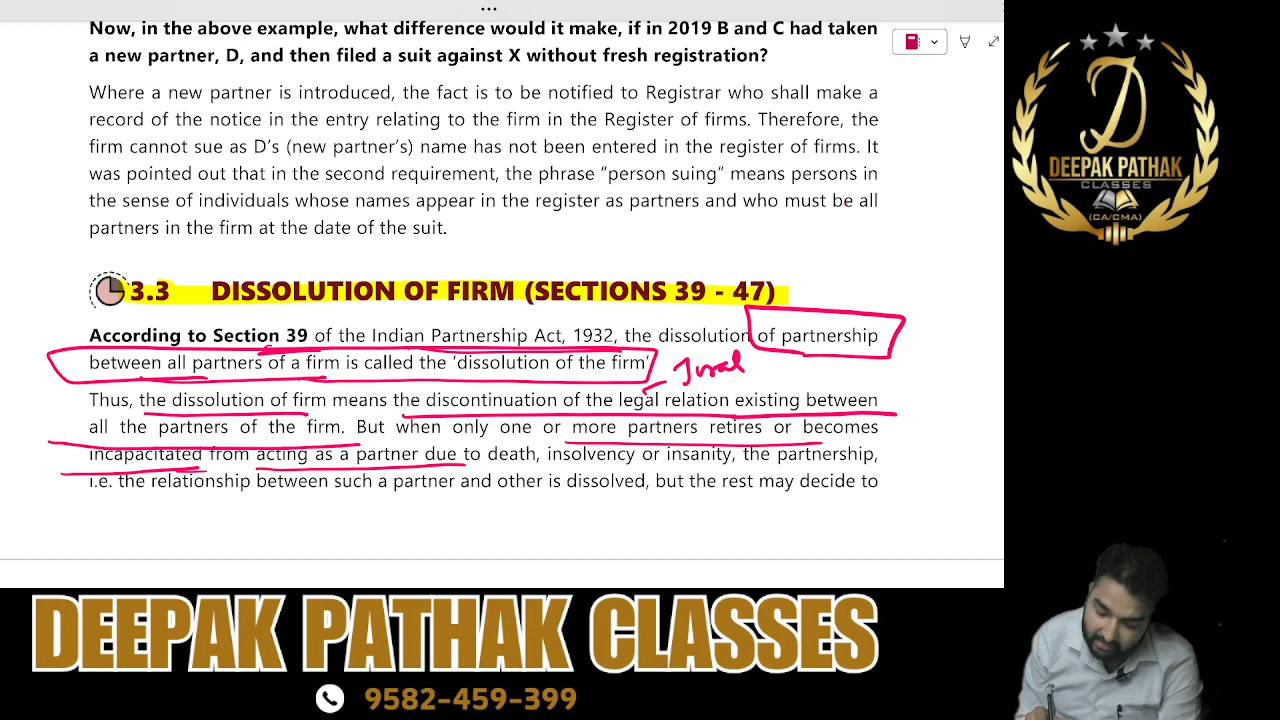 Now, in the above example, what difference would it make, if in 2019 B and C had taken
a new partner, D, and then filed a suit against X without fresh registration?
Where a new partner is introduced, the fact is to be notified to Registrar who shall make a
record of the notice in the entry relating to the firm in the Register of firms. Therefore, the
firm cannot sue as D's (new partner's) name has not been entered in the register of firms. It
was pointed out that in the second requirement, the phrase "person suing" means persons in
the sense of individuals whose names appear in the register as partners and who must be all
partners in the firm at the date of the suit.
3.3 DISSOLUTION OF FIRM (SECTIONS 39 - 47)
According to Section 39 of the Indian Partnership Act, 1932, the dissolution of partnership
between all partners of a firm is called the 'dissolution of the firm'
Thus, the dissolution of firm means the discontinuation of the legal relation existing between
all the partners of the firm. But when only one or more partners retires or becomes
incapacitated from acting as a partner due to death, insolvency or insanity, the partnership,
i.e. the relationship between such a partner and other is dissolved, but the rest may decide to
D
DEEPAK PATHAK
CLASSES
(CA/CMA)
DEEPAK PATHAK CLASSES
9582-459-399